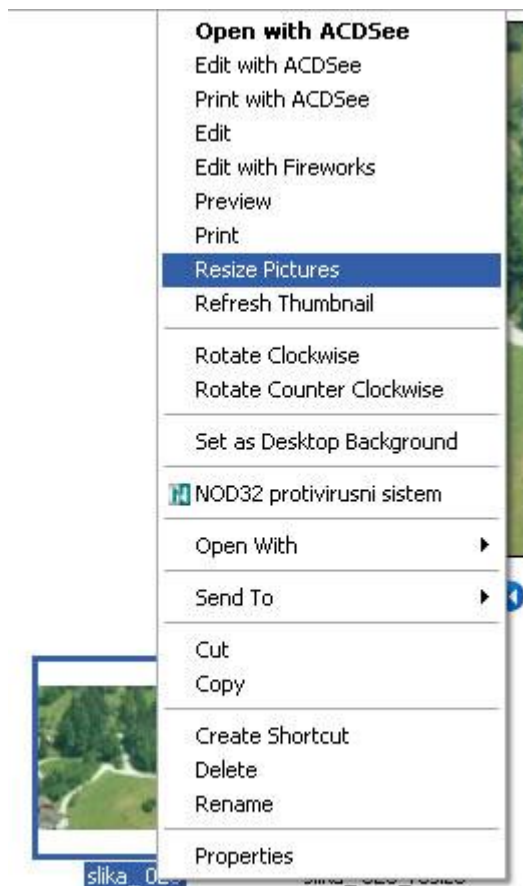 Open with ACDSee
Edit with ACDSee
Print with ACDSee
Edit
Edit with Fireworks
Preview
Print
Resize Pictures
Refresh Thumbnail
Rotate Clockwise
Rotate Counter Clockwise
Set as Desktop Background
NOD32 protivirusni sistem
Open With
Send To
Cut
Copy
Create Shortcut
Delete
Rename
Properties
slika_